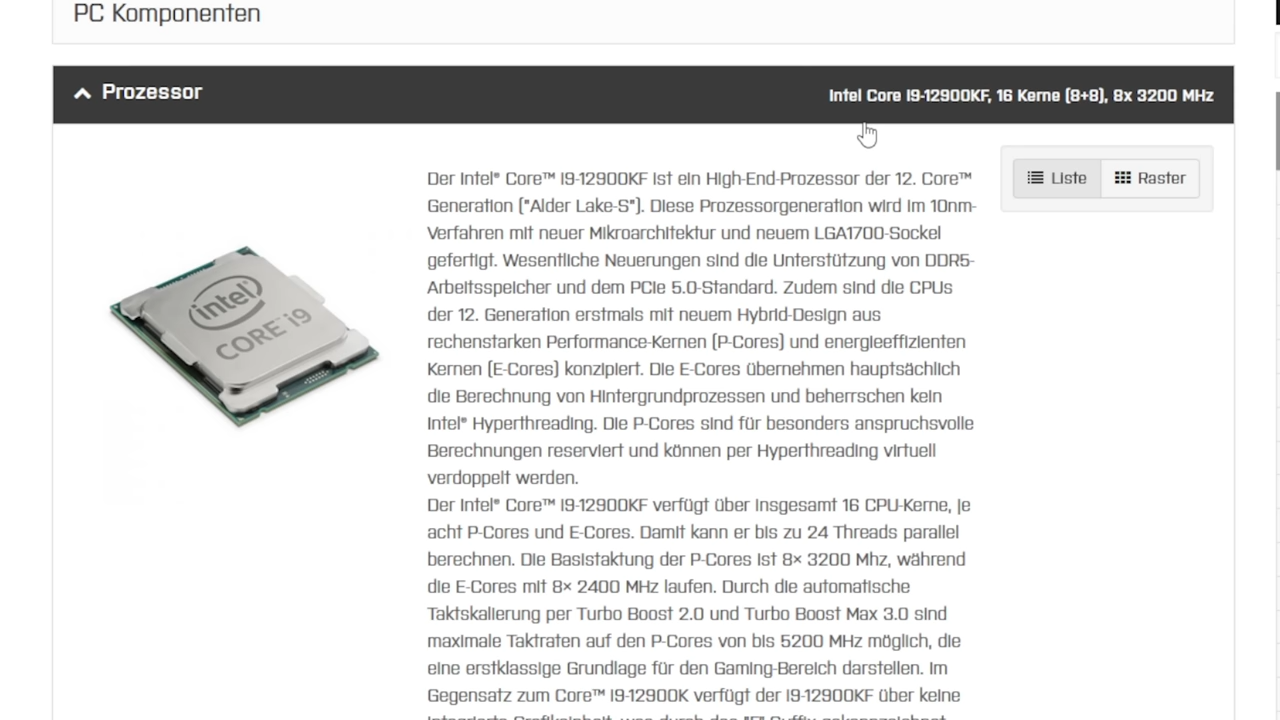 PC Komponenten
Prozessor
Intel Core i9-12900KF, 16 Kerne (8+8), 8x 3200 MHz
Liste
Raster
intel
CORE i9
Der Intel® Core™ i9-12900KF ist ein High-End-Prozessor der 12. Core™
Generation ("Alder Lake-S"). Diese Prozessorgeneration wird im 10nm-
Verfahren mit neuer Mikroarchitektur und neuem LGA1700-Sockel
gefertigt. Wesentliche Neuerungen sind die Unterstützung von DDR5-
Arbeitsspeicher und dem PCIe 5.0-Standard. Zudem sind die CPUs
der 12. Generation erstmals mit neuem Hybrid-Design aus
rechenstarken Performance-Kernen (P-Cores) und energieeffizienten
Kernen (E-Cores) konzipiert. Die E-Cores übernehmen hauptsächlich
die Berechnung von Hintergrundprozessen und beherrschen kein
Intel® Hyperthreading. Die P-Cores sind für besonders anspruchsvolle
Berechnungen reserviert und können per Hyperthreading virtuell
verdoppelt werden.
Der Intel® Core™ i9-12900KF verfügt über insgesamt 16 CPU-Kerne, je
acht P-Cores und E-Cores. Damit kann er bis zu 24 Threads parallel
berechnen. Die Basistaktung der P-Cores ist 8× 3200 Mhz, während
die E-Cores mit 8× 2400 MHz laufen. Durch die automatische
Taktskalierung per Turbo Boost 2.0 und Turbo Boost Max 3.0 sind
maximale Taktraten auf den P-Cores von bis 5200 MHz möglich, die
eine erstklassige Grundlage für den Gaming-Bereich darstellen. Im
Gegensatz zum Core™ i9-12900K verfügt der i9-12900KF über keine
integrierte Grafikeinheit, was durch das "F" Suffix gekennzeichnet